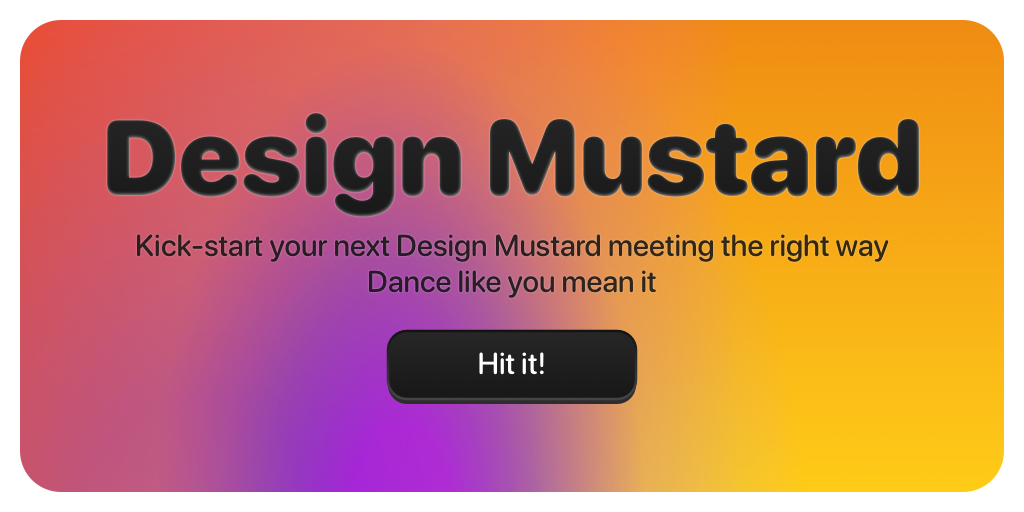 Design Mustard
Kick-start your next Design Mustard meeting the right way
Dance like you mean it
Hit it!